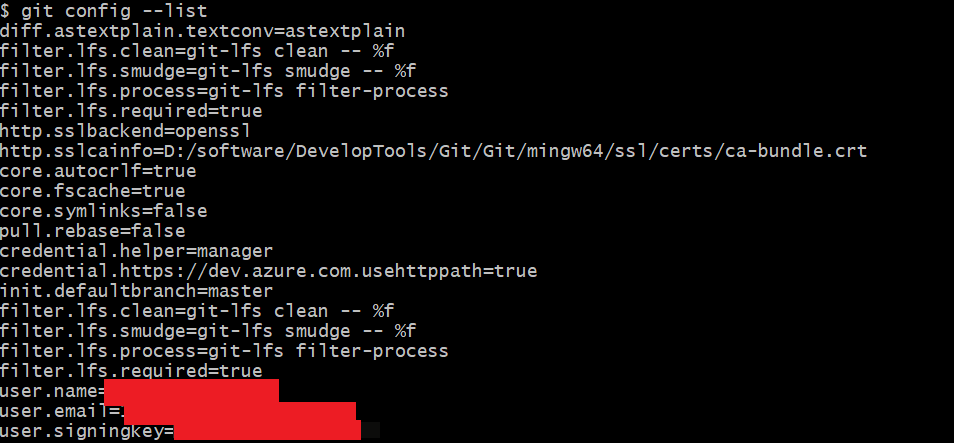 $ git config --list
diff.astextplain.textconv=astextplain
filter.lfs.clean=git-lfs clean -- %f
filter.lfs.smudge=git-lfs smudge -- %f
filter.lfs.process=git-lfs filter-process
filter.lfs.required=true
http.sslbackend=openssl
http.sslcainfo=D:/software/DevelopTools/Git/Git/mingw64/ssl/certs/ca-bundle.crt
core.autocrlf=true
core.fscache=true
core.symlinks=false
pull.rebase=false
credential.helper=manager
credential.https://dev.azure.com.usehttppath=true
init.defaultbranch=master
filter.lfs.clean=git-lfs clean -- %f
filter.lfs.smudge=git-lfs smudge -- %f
filter.lfs.process=git-lfs filter-process
filter.lfs.required=true
user.name=
user.email=
user.signingkey=